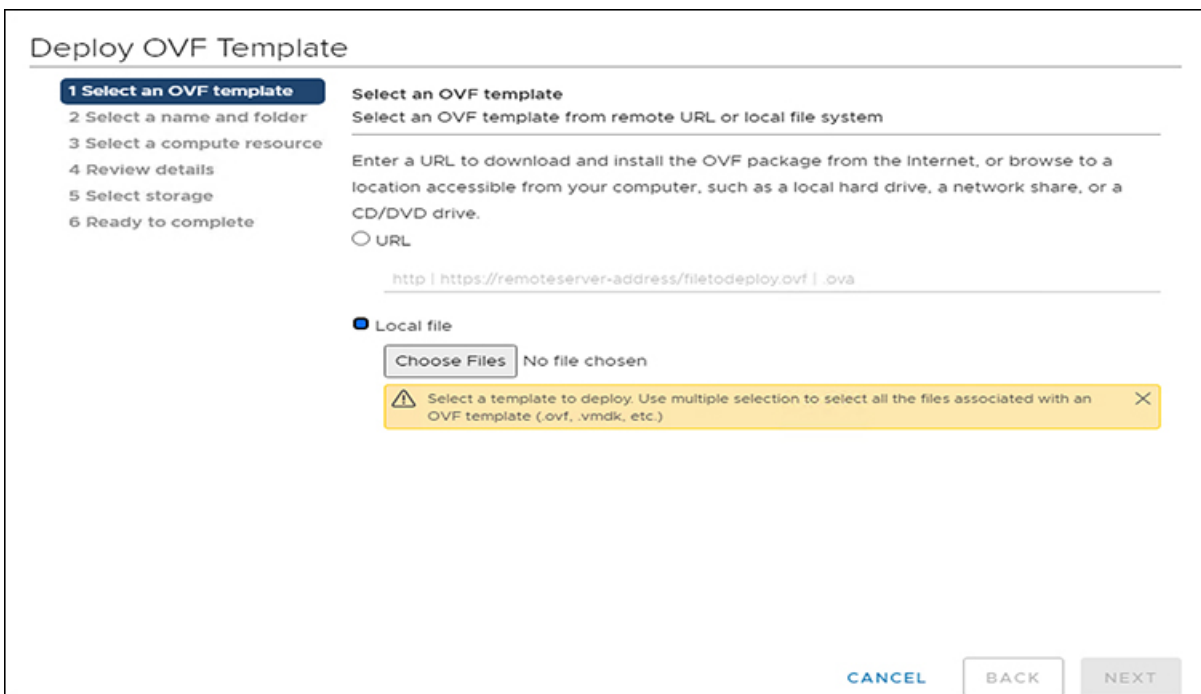 Deploy OVF Template
1 Select an OVF template
2 Select a name and folder
3 Select a compute resource
4 Review details
5 Select storage
6 Ready to complete
Select an OVF template
Select an OVF template from remote URL or local file system
Enter a URL to download and install the OVF package from the Internet, or browse to a
location accessible from your computer, such as a local hard drive, a network share, or a
CD/DVD drive.
URL
http | https://remoteserver-address/filetodeploy.ovf | .ova
Local file
Choose Files No file chosen
Select a template to deploy. Use multiple selection to select all the files associated with an
OVF template (.ovf, .vmdk, etc.)
CANCEL BACK NEXT